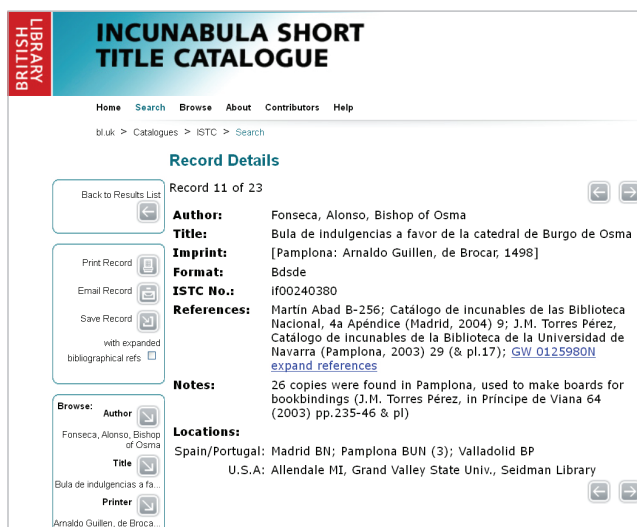 BRITISH
LIBRARY
INCUNABULA SHORT
TITLE CATALOGUE
Home Search Browse About Contributors Help
bl.uk > Catalogues > ISTC > Search
Record Details
Back to Results List
Record 11 of 23
Print Record
Email Record
Save Record
with expanded
bibliographical refs
Browse:
Author
Fonseca, Alonso, Bishop
of Osma
Title
Bula de indulgencias a fa...
Printer
Arnaldo Guillen, de Broca...
Author: Fonseca, Alonso, Bishop of Osma
Title: Bula de indulgencias a favor de la catedral de Burgo de Osma
Imprint: [Pamplona: Arnaldo Guillen, de Brocar, 1498]
Format: Bdsde
ISTC No.: if00240380
References: Martín Abad B-256; Catálogo de incunables de las Biblioteca
Nacional, 4a Apéndice (Madrid, 2004) 9; J.M. Torres Pérez,
Catálogo de incunables de la Biblioteca de la Universidad de
Navarra (Pamplona, 2003) 29 (& pl.17); GW 0125980N
expand references
Notes: 26 copies were found in Pamplona, used to make boards for
bookbindings (J.M. Torres Pérez, in Príncipe de Viana 64
(2003) pp.235-46 & pl)
Locations:
Spain/Portugal: Madrid BN; Pamplona BUN (3); Valladolid BP
U.S.A: Allendale MI, Grand Valley State Univ., Seidman Library